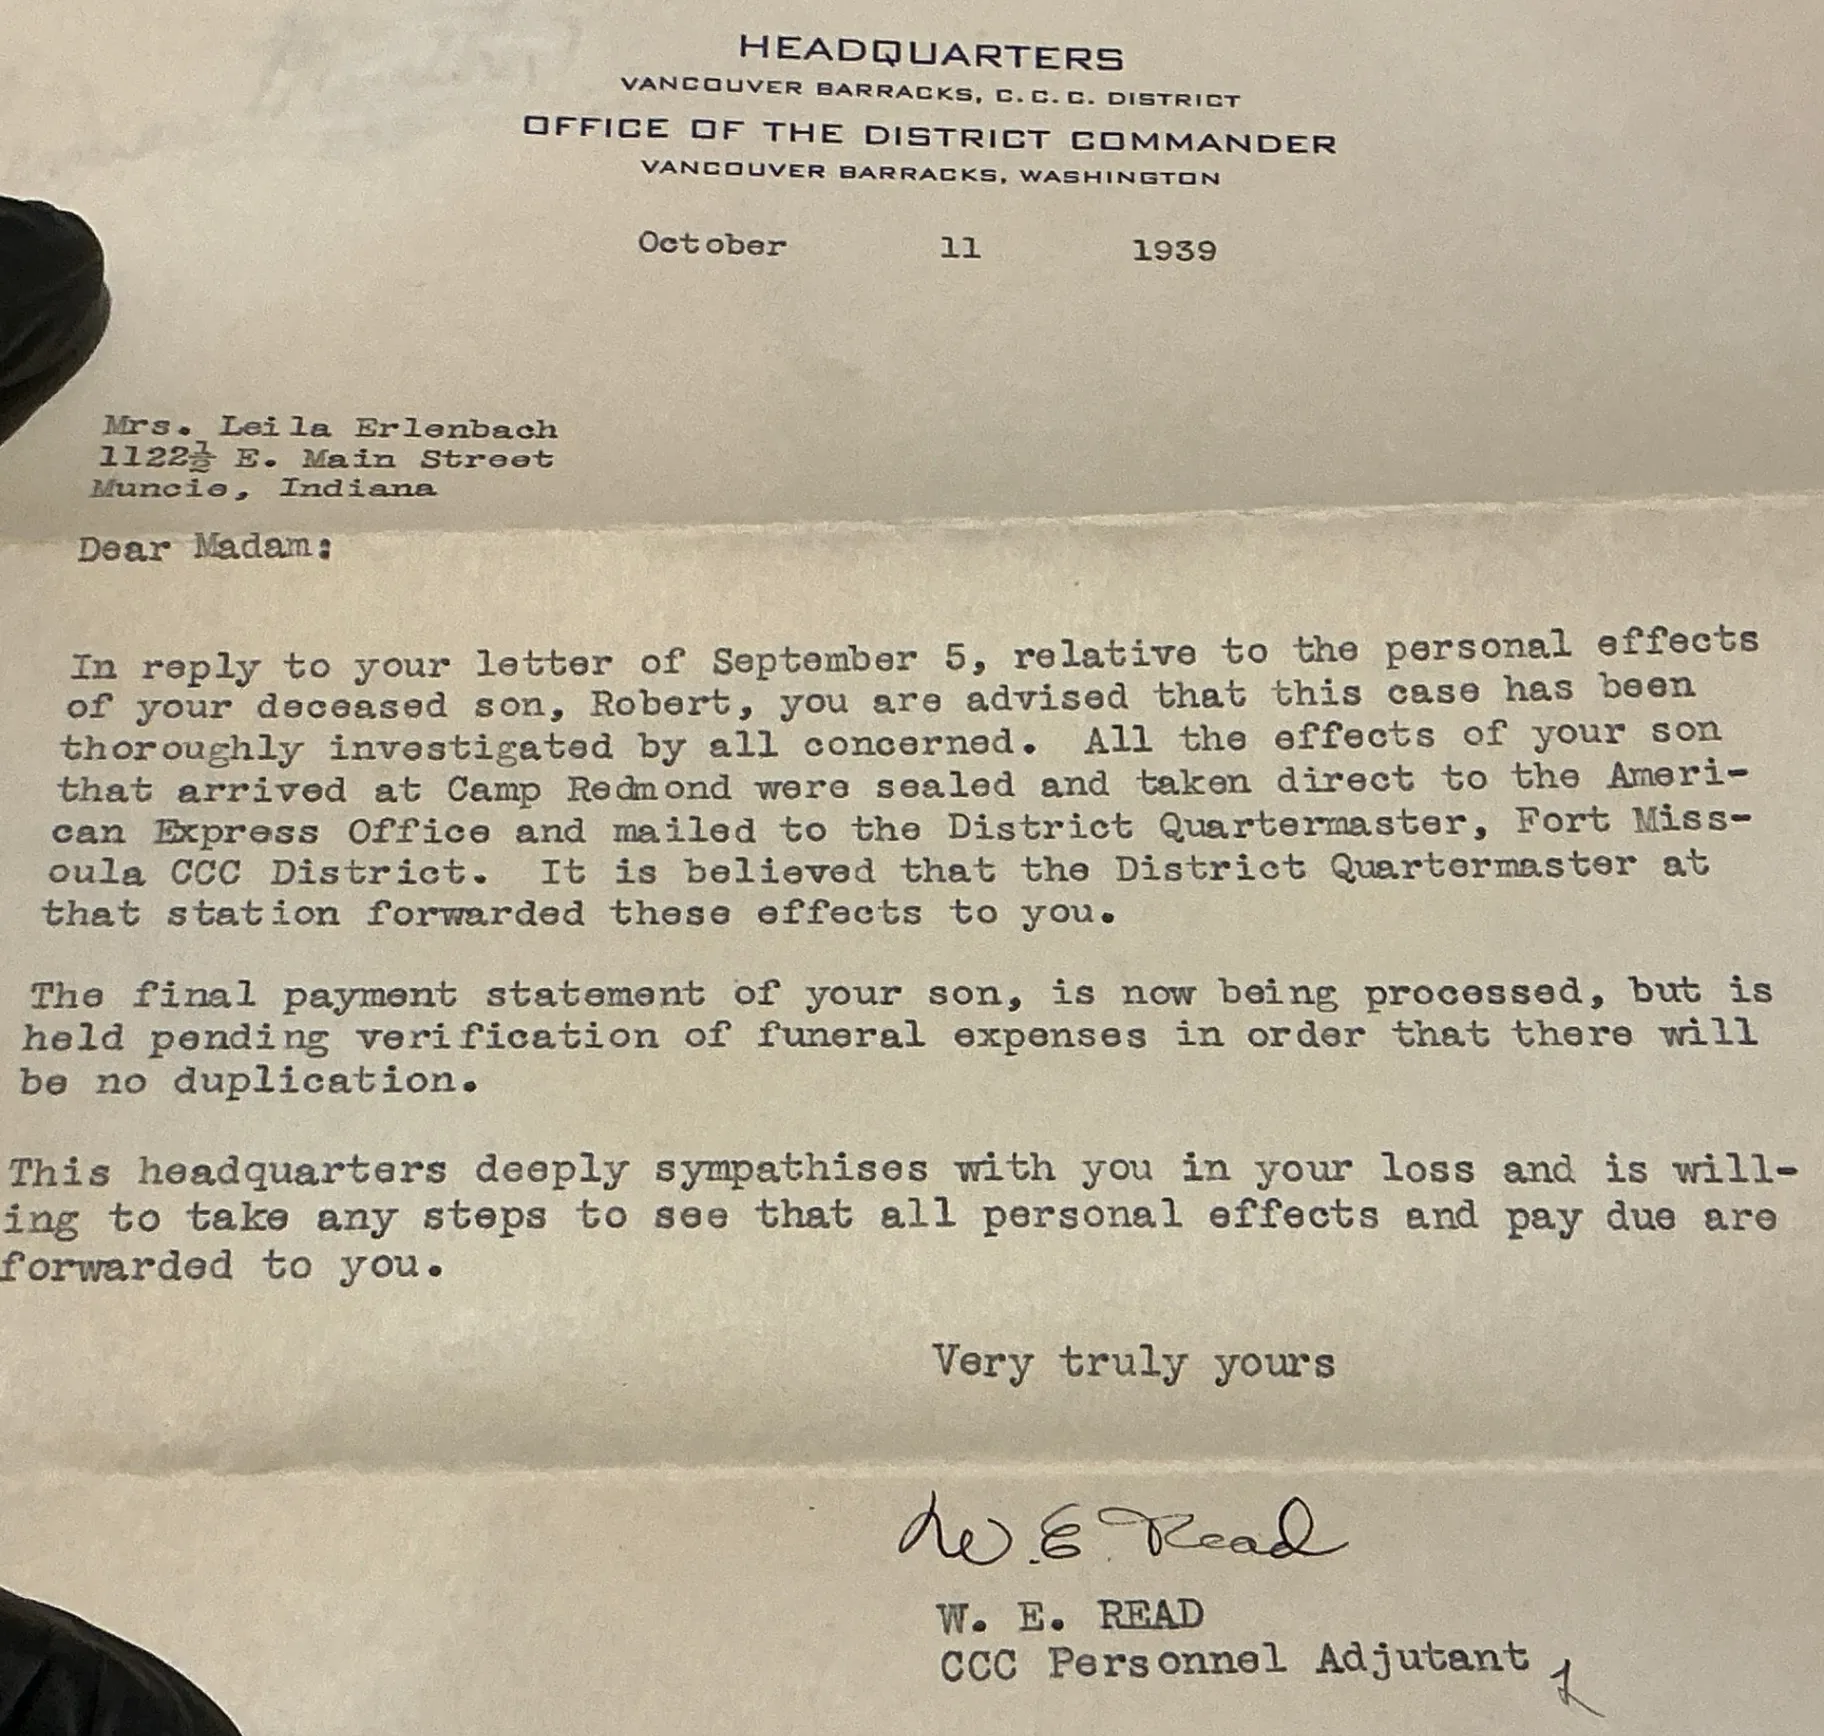 HEADQUARTERS
VANCOUVER BARRACKS, C. C. C. DISTRICT
OFFICE OF THE DISTRICT COMMANDER
VANCOUVER BARRACKS, WASHINGTON
October 11 1939
Mrs. Leila Erlenbach
1122½ E. Main Street
Muncie, Indiana
Dear Madam:
In reply to your letter of September 5, relative to the personal effects
of your deceased son, Robert, you are advised that this case has been
thoroughly investigated by all concerned. All the effects of your son
that arrived at Camp Redmond were sealed and taken direct to the Ameri-
can Express Office and mailed to the District Quartermaster, Fort Miss-
oula CCC District. It is believed that the District Quartermaster at
that station forwarded these effects to you.
The final payment statement of your son, is now being processed, but is
held pending verification of funeral expenses in order that there will
be no duplication.
This headquarters deeply sympathises with you in your loss and is will-
ing to take any steps to see that all personal effects and pay due are
forwarded to you.
Very truly yours
W. E. Read
W. E. READ
CCC Personnel Adjutant